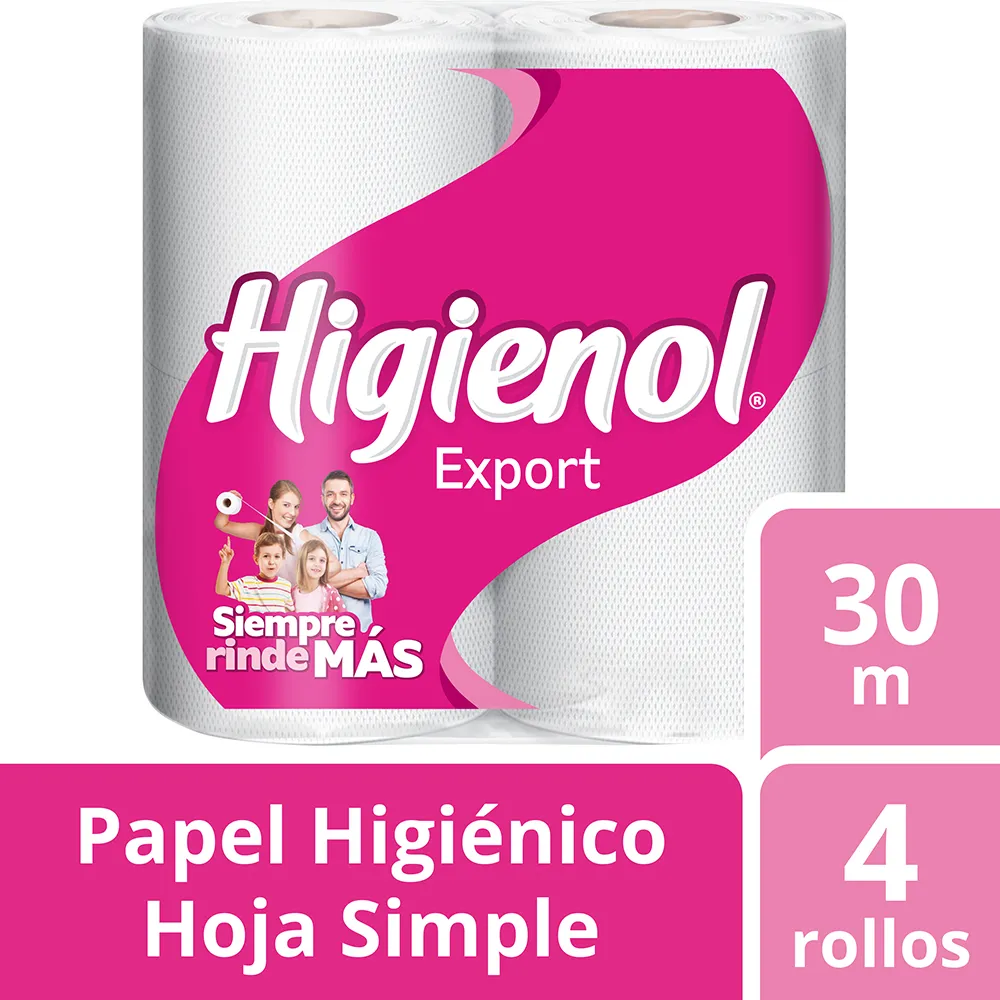 Higienol®
Export
Siempre
rinde MÁS
30
m
Papel Higiénico
Hoja Simple
4
rollos